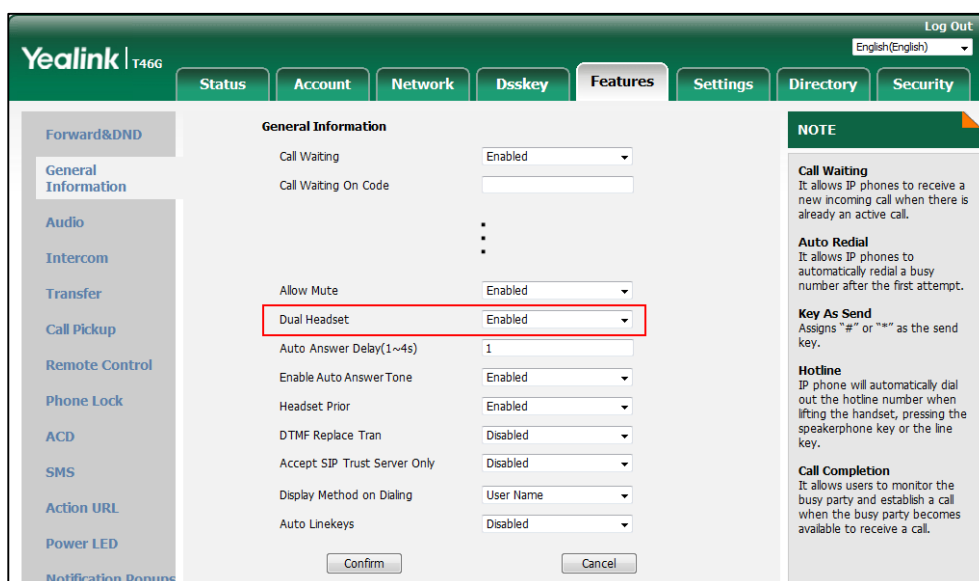 Log Out
English(English)
Yealink T46G
Status Account Network Dsskey Features Settings Directory Security
Forward&DND
General
Information
Audio
Intercom
Transfer
Call Pickup
Remote Control
Phone Lock
ACD
SMS
Action URL
Power LED
Notification Popups
General Information
Call Waiting Enabled
Call Waiting On Code
Allow Mute Enabled
Dual Headset Enabled
Auto Answer Delay(1~4s) 1
Enable Auto Answer Tone Enabled
Headset Prior Enabled
DTMF Replace Tran Disabled
Accept SIP Trust Server Only Disabled
Display Method on Dialing User Name
Auto Linekeys Disabled
Confirm Cancel
NOTE
Call Waiting
It allows IP phones to receive a
new incoming call when there is
already an active call.
Auto Redial
It allows IP phones to
automatically redial a busy
number after the first attempt.
Key As Send
Assigns "#" or "*" as the send
key.
Hotline
IP phone will automatically dial
out the hotline number when
lifting the handset, pressing the
speakerphone key or the line
key.
Call Completion
It allows users to monitor the
busy party and establish a call
when the busy party becomes
available to receive a call.